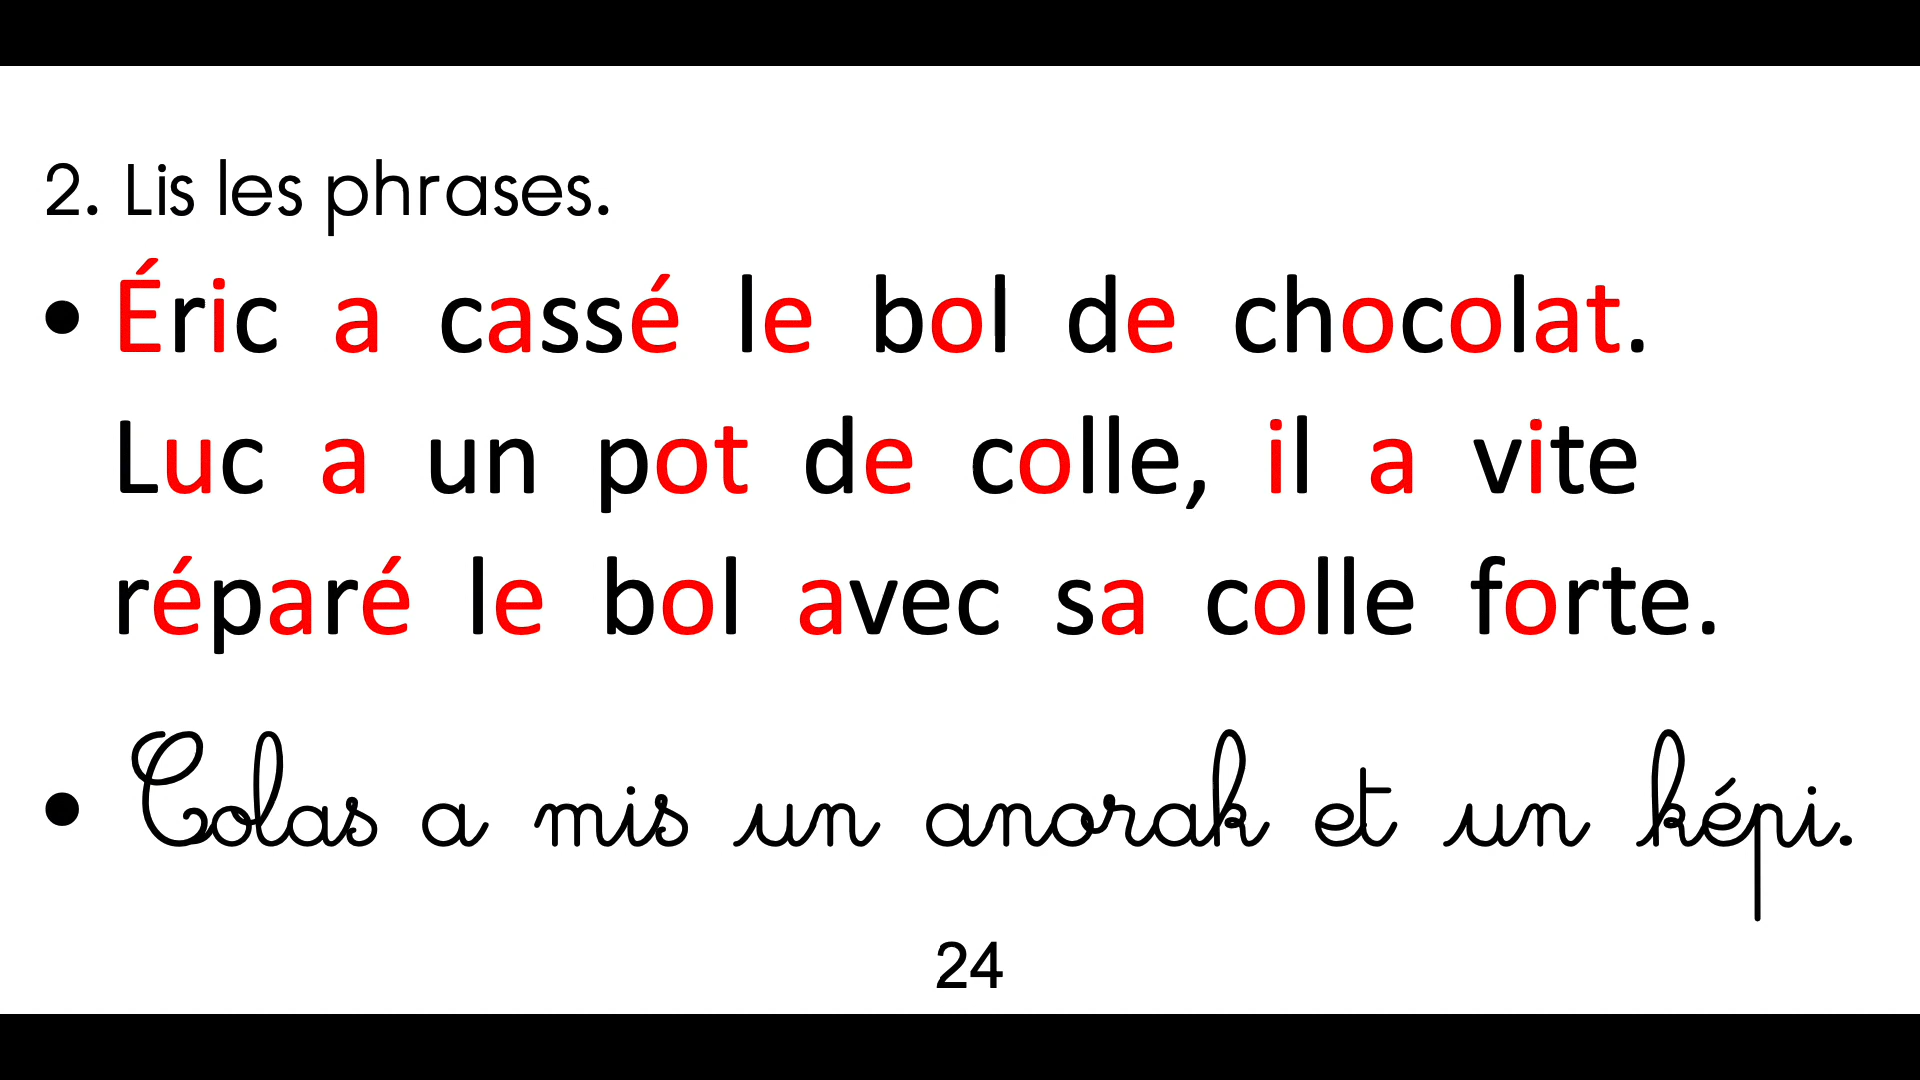 2. Lis les phrases.
• Éric a cassé le bol de chocolat.
Luc a un pot de colle, il a vite
réparé le bol avec sa colle forte.
• Colas a mis un anorak et un képi.
24